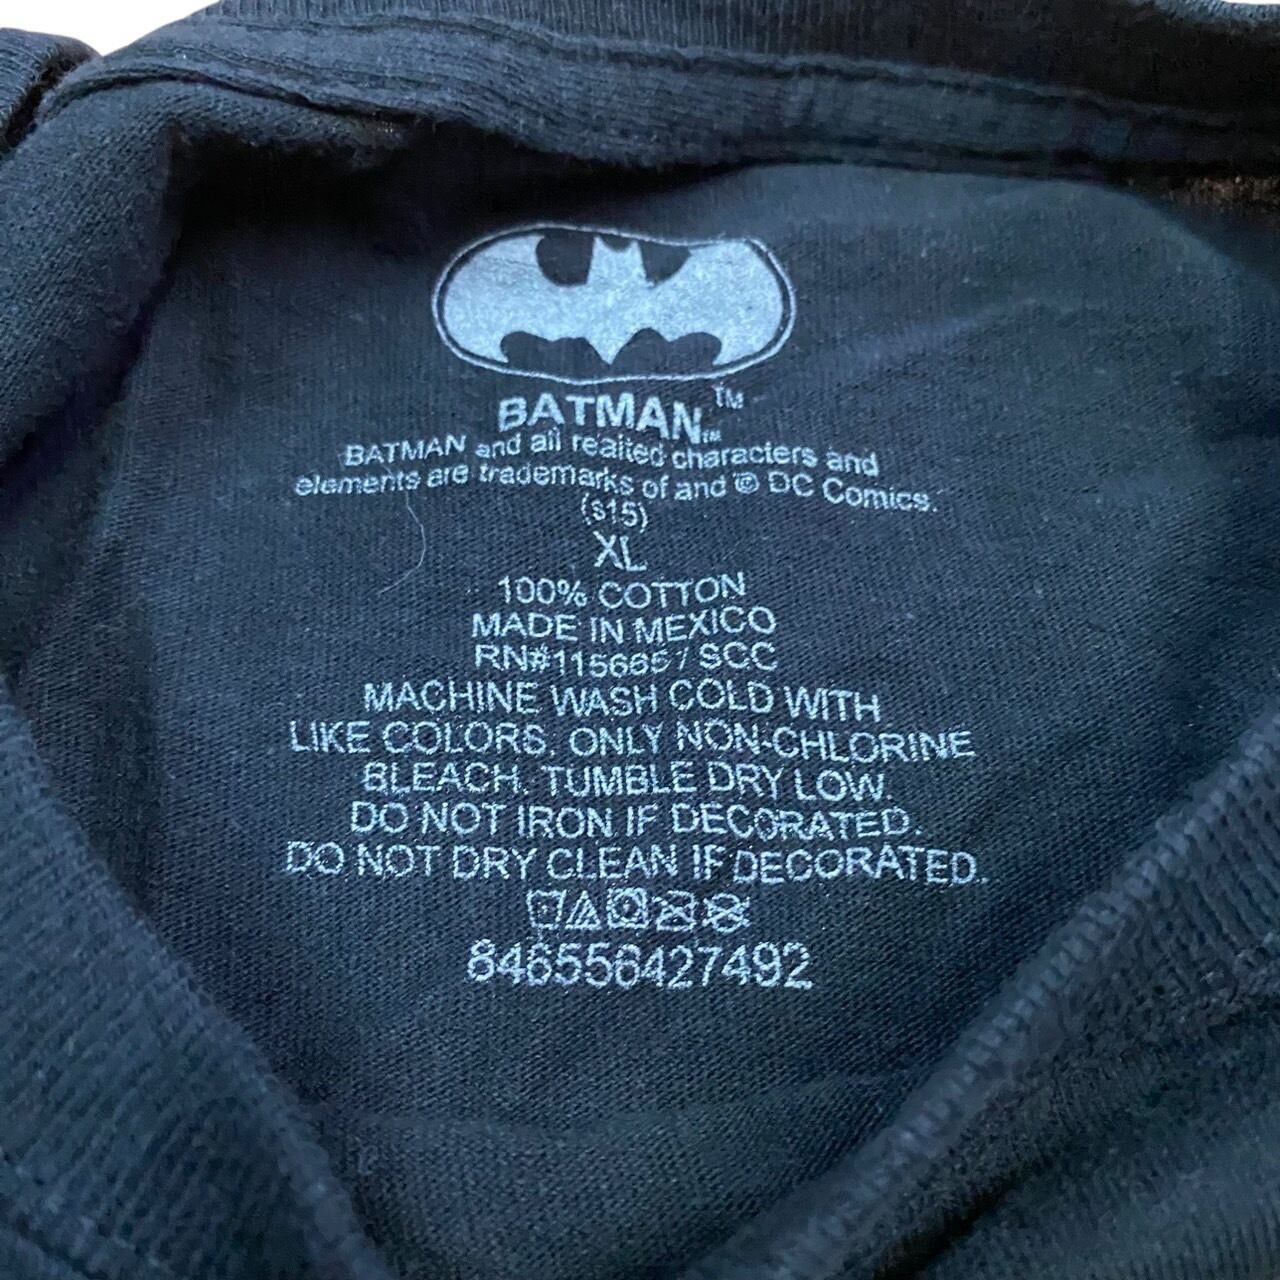 BATMAN™
BATMAN and all realted characters and
elements are trademarks of and © DC Comics.
(s15)
XL
100% COTTON
MADE IN MEXICO
RN#115665 / SCC
MACHINE WASH COLD WITH
LIKE COLORS. ONLY NON-CHLORINE
BLEACH. TUMBLE DRY LOW.
DO NOT IRON IF DECORATED.
DO NOT DRY CLEAN IF DECORATED.
846556427492